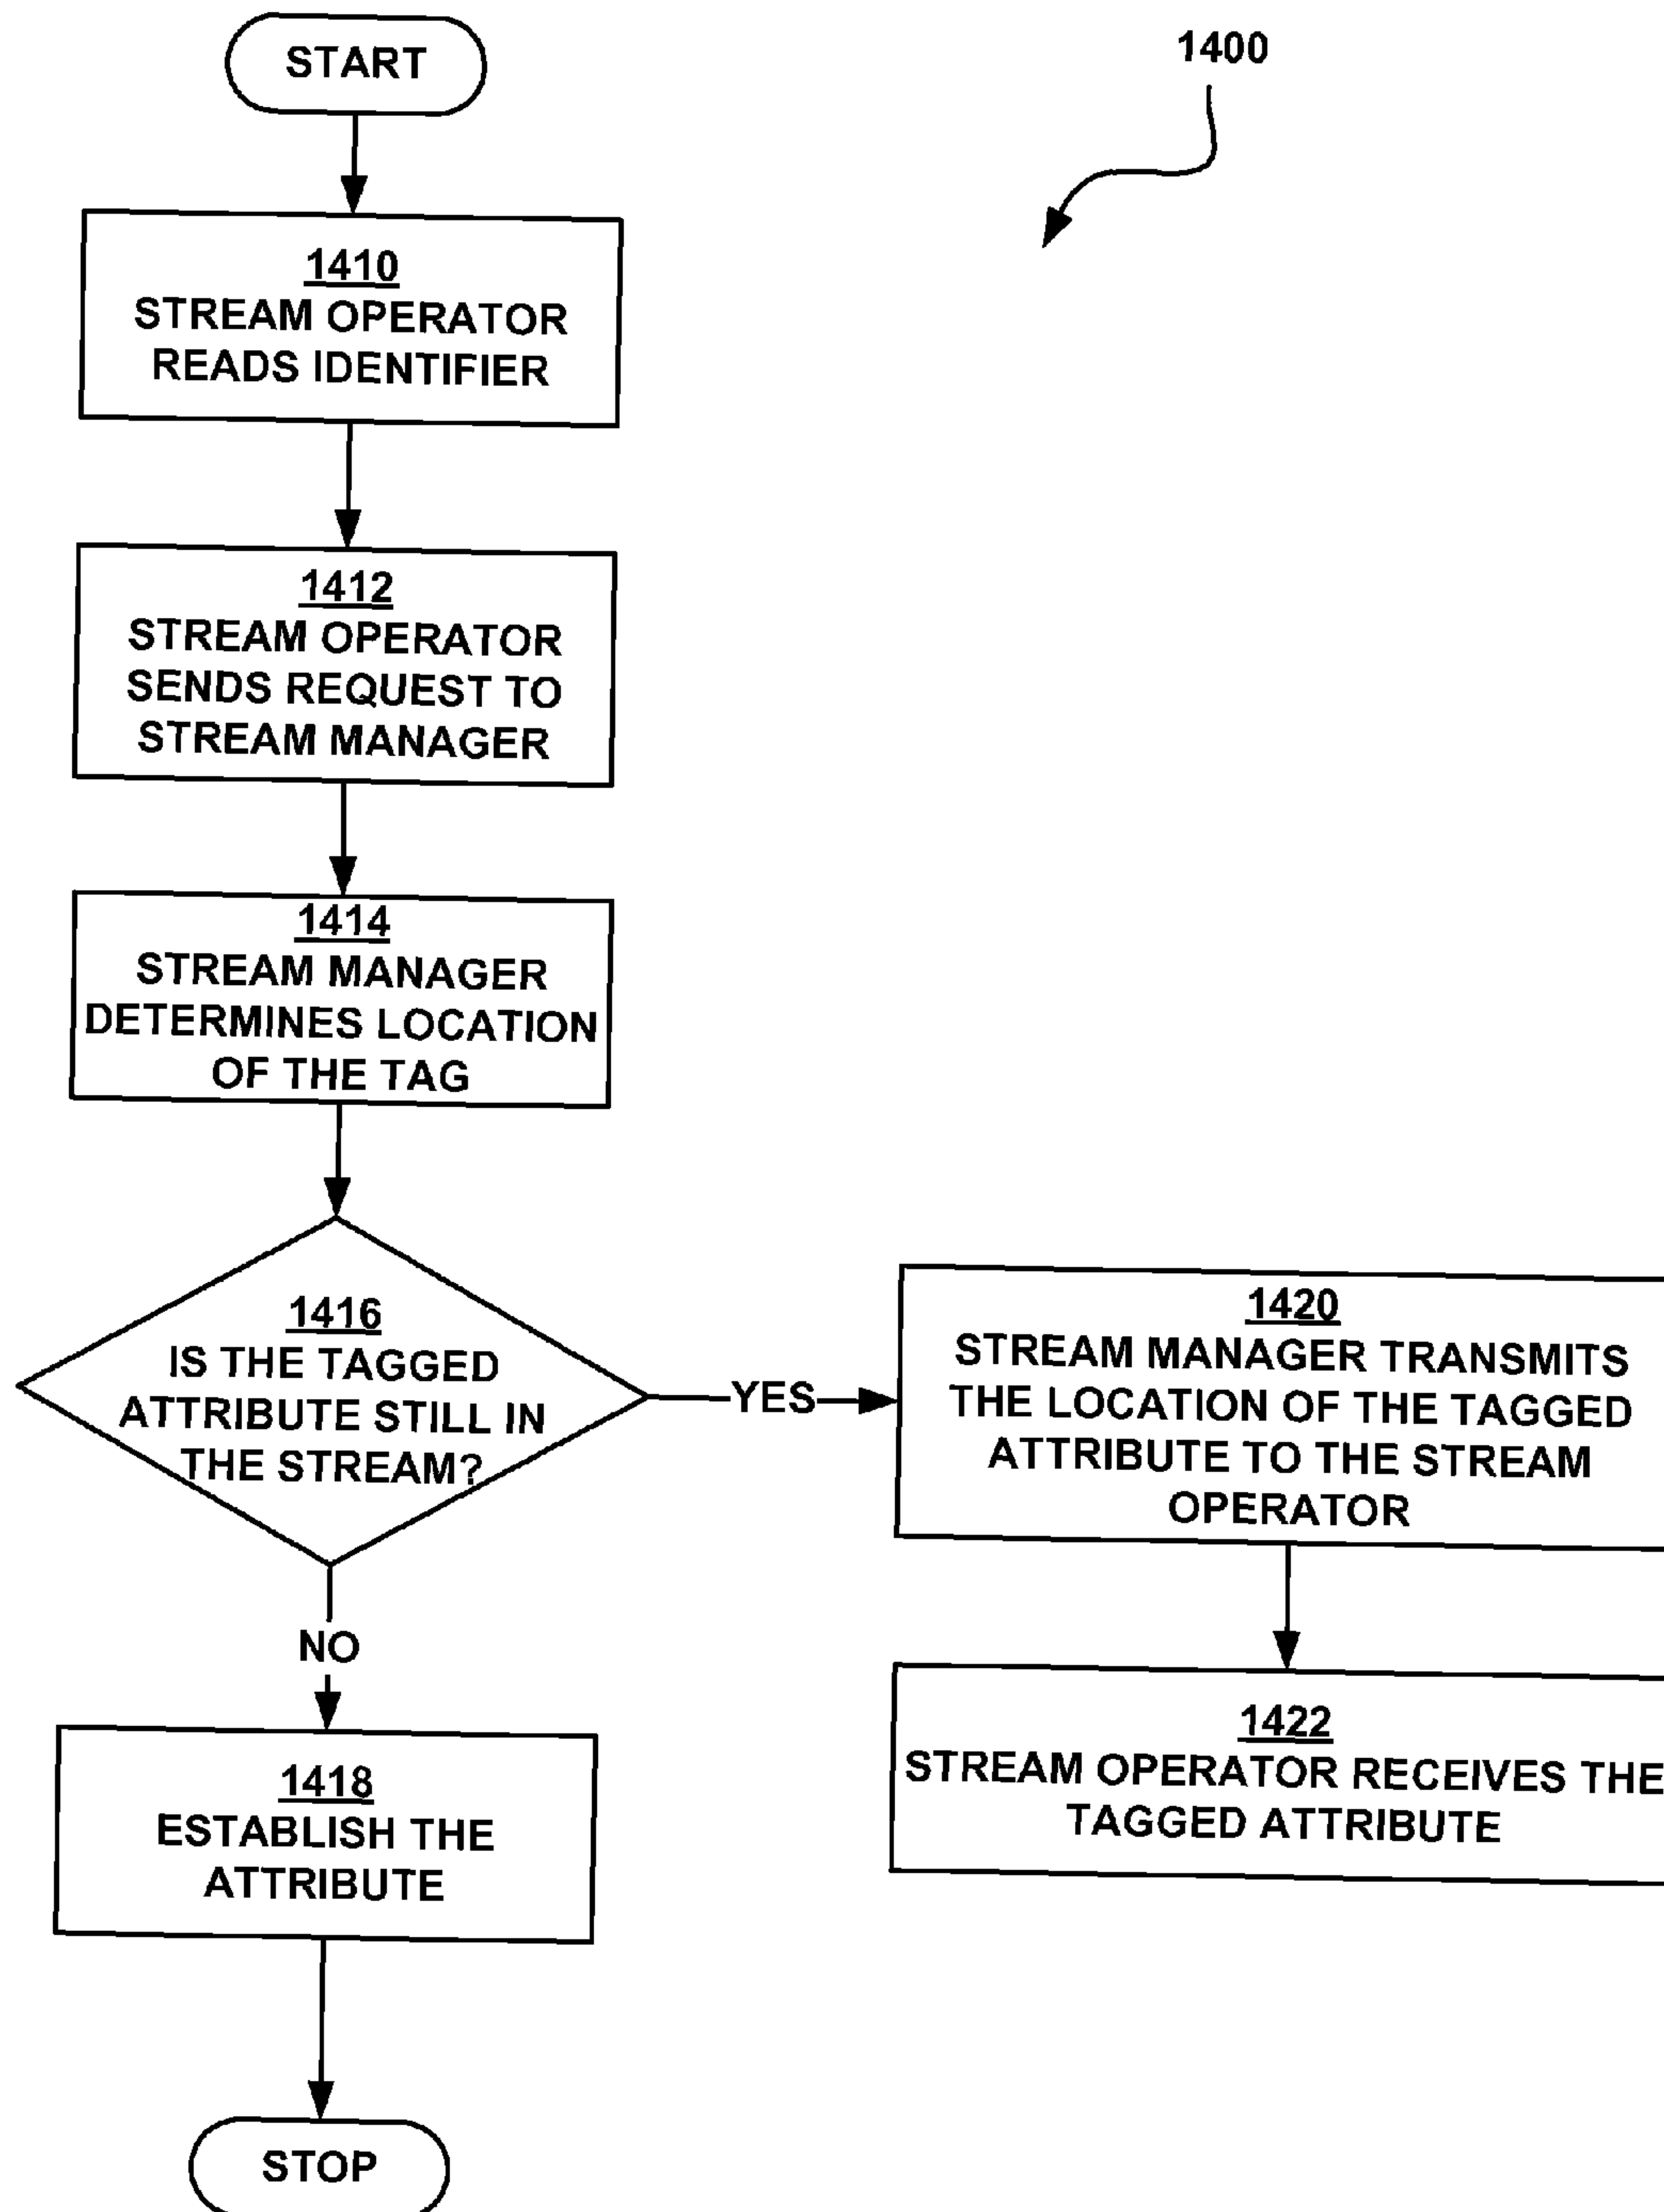 START
1400
1410
STREAM OPERATOR
READS IDENTIFIER
1412
STREAM OPERATOR
SENDS REQUEST TO
STREAM MANAGER
1414
STREAM MANAGER
DETERMINES LOCATION
OF THE TAG
1416
IS THE TAGGED
ATTRIBUTE STILL IN
THE STREAM?
YES
1420
STREAM MANAGER TRANSMITS
THE LOCATION OF THE TAGGED
ATTRIBUTE TO THE STREAM
OPERATOR
NO
1422
STREAM OPERATOR RECEIVES THE
TAGGED ATTRIBUTE
1418
ESTABLISH THE
ATTRIBUTE
STOP